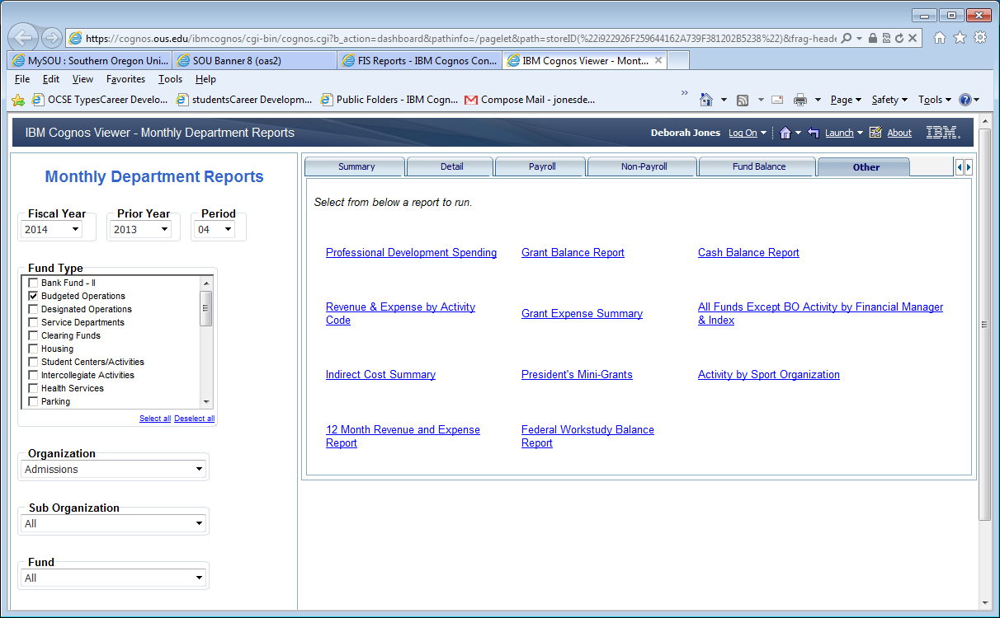 https://cognos.ous.edu/ibmcognos/cgi-bin/cognos.cgi?b_action=dashboard&pathinfo=/pagelet&path=storeID(%22i922926F259644162A739F381202B5238%22)&frag-heade
MySOU : Southern Oregon Uni... SOU Banner 8 (oas2) FIS Reports - IBM Cognos Con... IBM Cognos Viewer - Mont...
File Edit View Favorites Tools Help
OCSE TypesCareer Develo... studentsCareer Developm... Public Folders - IBM Cogn... Compose Mail - jonesde... » Page Safety Tools
IBM Cognos Viewer - Monthly Department Reports Deborah Jones Log On Launch About IBM.
Monthly Department Reports
Fiscal Year Prior Year Period
2014 2013 04
Fund Type
Bank Fund - II
Budgeted Operations
Designated Operations
Service Departments
Clearing Funds
Housing
Student Centers/Activities
Intercollegiate Activities
Health Services
Parking
Select all Deselect all
Organization
Admissions
Sub Organization
All
Fund
All
Summary Detail Payroll Non-Payroll Fund Balance Other
Select from below a report to run.
Professional Development Spending Grant Balance Report Cash Balance Report
Revenue & Expense by Activity
Code
Grant Expense Summary
All Funds Except BO Activity by Financial Manager
& Index
Indirect Cost Summary President's Mini-Grants Activity by Sport Organization
12 Month Revenue and Expense
Report
Federal Workstudy Balance
Report